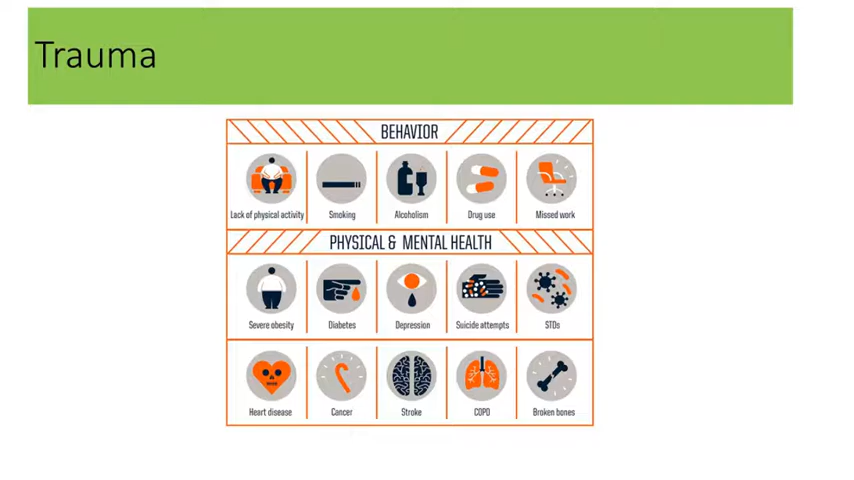 Trauma
BEHAVIOR
Lack of physical activity Smoking Alcoholism Drug use Missed work
PHYSICAL & MENTAL HEALTH
Severe obesity Diabetes Depression Suicide attempts STDs
Heart disease Cancer Stroke COPD Broken bones